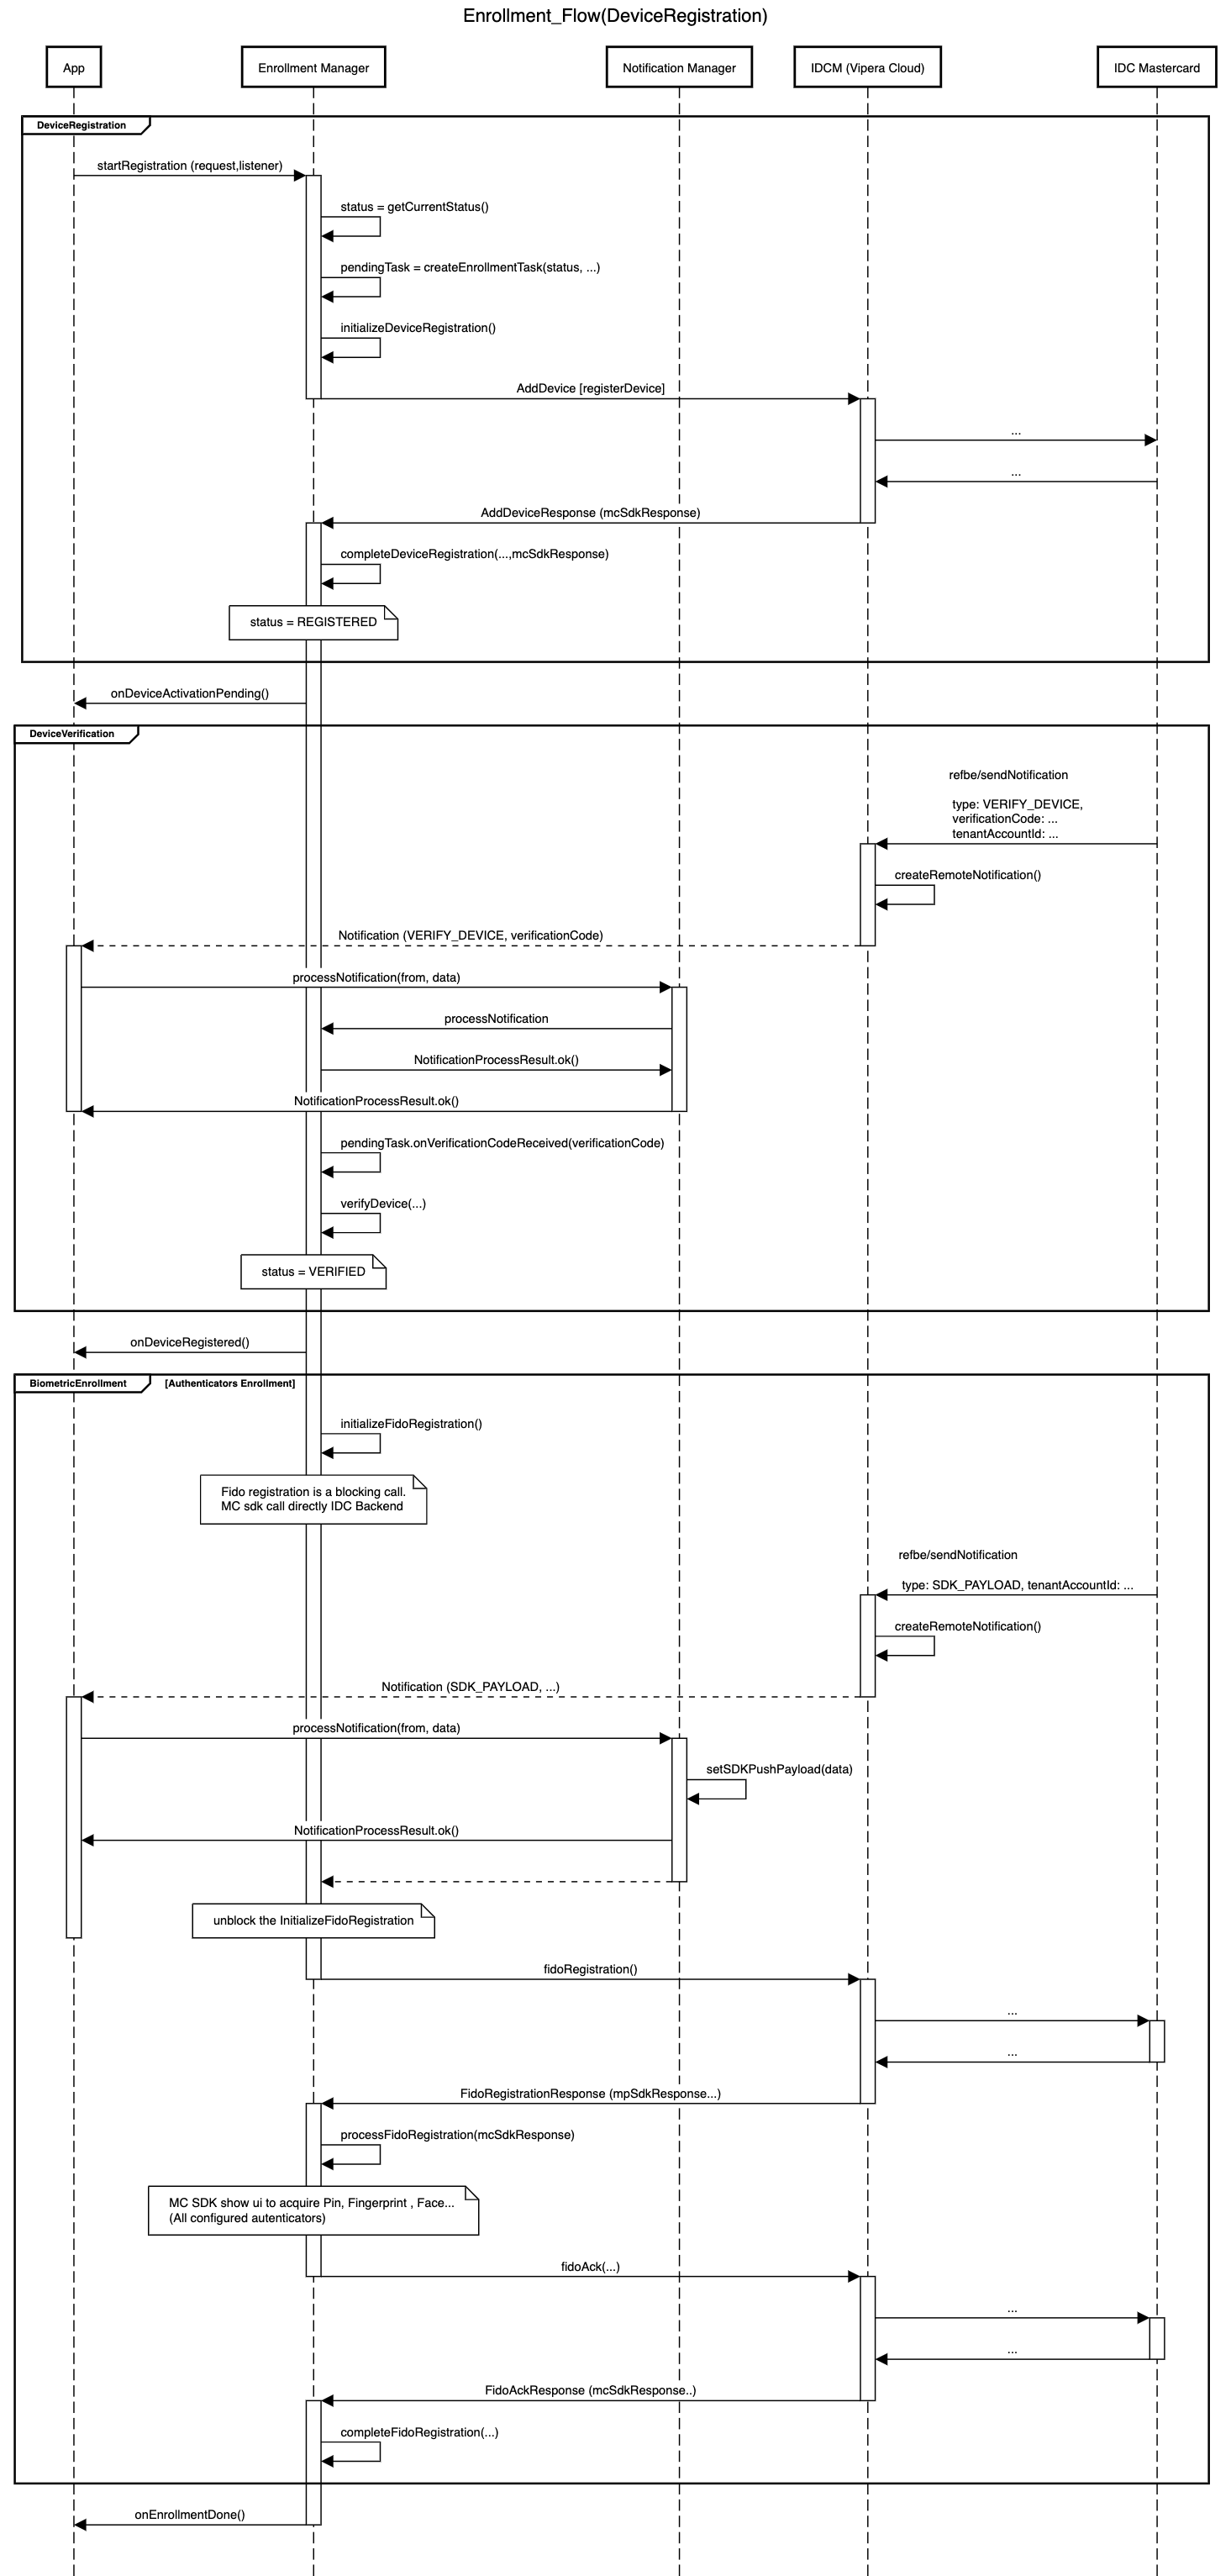 Enrollment_Flow(DeviceRegistration)
App
Enrollment Manager
Notification Manager
IDCM (Vipera Cloud)
IDC Mastercard
DeviceRegistration
startRegistration (request,listener)
status = getCurrentStatus()
pendingTask = createEnrollmentTask(status, ...)
initializeDeviceRegistration()
AddDevice [registerDevice]
...
...
AddDeviceResponse (mcSdkResponse)
completeDeviceRegistration(...,mcSdkResponse)
status = REGISTERED
onDeviceActivationPending()
DeviceVerification
refbe/sendNotification
type: VERIFY_DEVICE,
verificationCode: ...
tenantAccountId: ...
createRemoteNotification()
Notification (VERIFY_DEVICE, verificationCode)
processNotification(from, data)
processNotification
NotificationProcessResult.ok()
NotificationProcessResult.ok()
pendingTask.onVerificationCodeReceived(verificationCode)
verifyDevice(...)
status = VERIFIED
onDeviceRegistered()
BiometricEnrollment
[Authenticators Enrollment]
initializeFidoRegistration()
Fido registration is a blocking call.
MC sdk call directly IDC Backend
refbe/sendNotification
type: SDK_PAYLOAD, tenantAccountId: ...
createRemoteNotification()
Notification (SDK_PAYLOAD, ...)
processNotification(from, data)
setSDKPushPayload(data)
NotificationProcessResult.ok()
unblock the InitializeFidoRegistration
fidoRegistration()
...
...
FidoRegistrationResponse (mpSdkResponse...)
processFidoRegistration(mcSdkResponse)
MC SDK show ui to acquire Pin, Fingerprint , Face...
(All configured autenticators)
fidoAck(...)
...
...
FidoAckResponse (mcSdkResponse..)
completeFidoRegistration(...)
onEnrollmentDone()